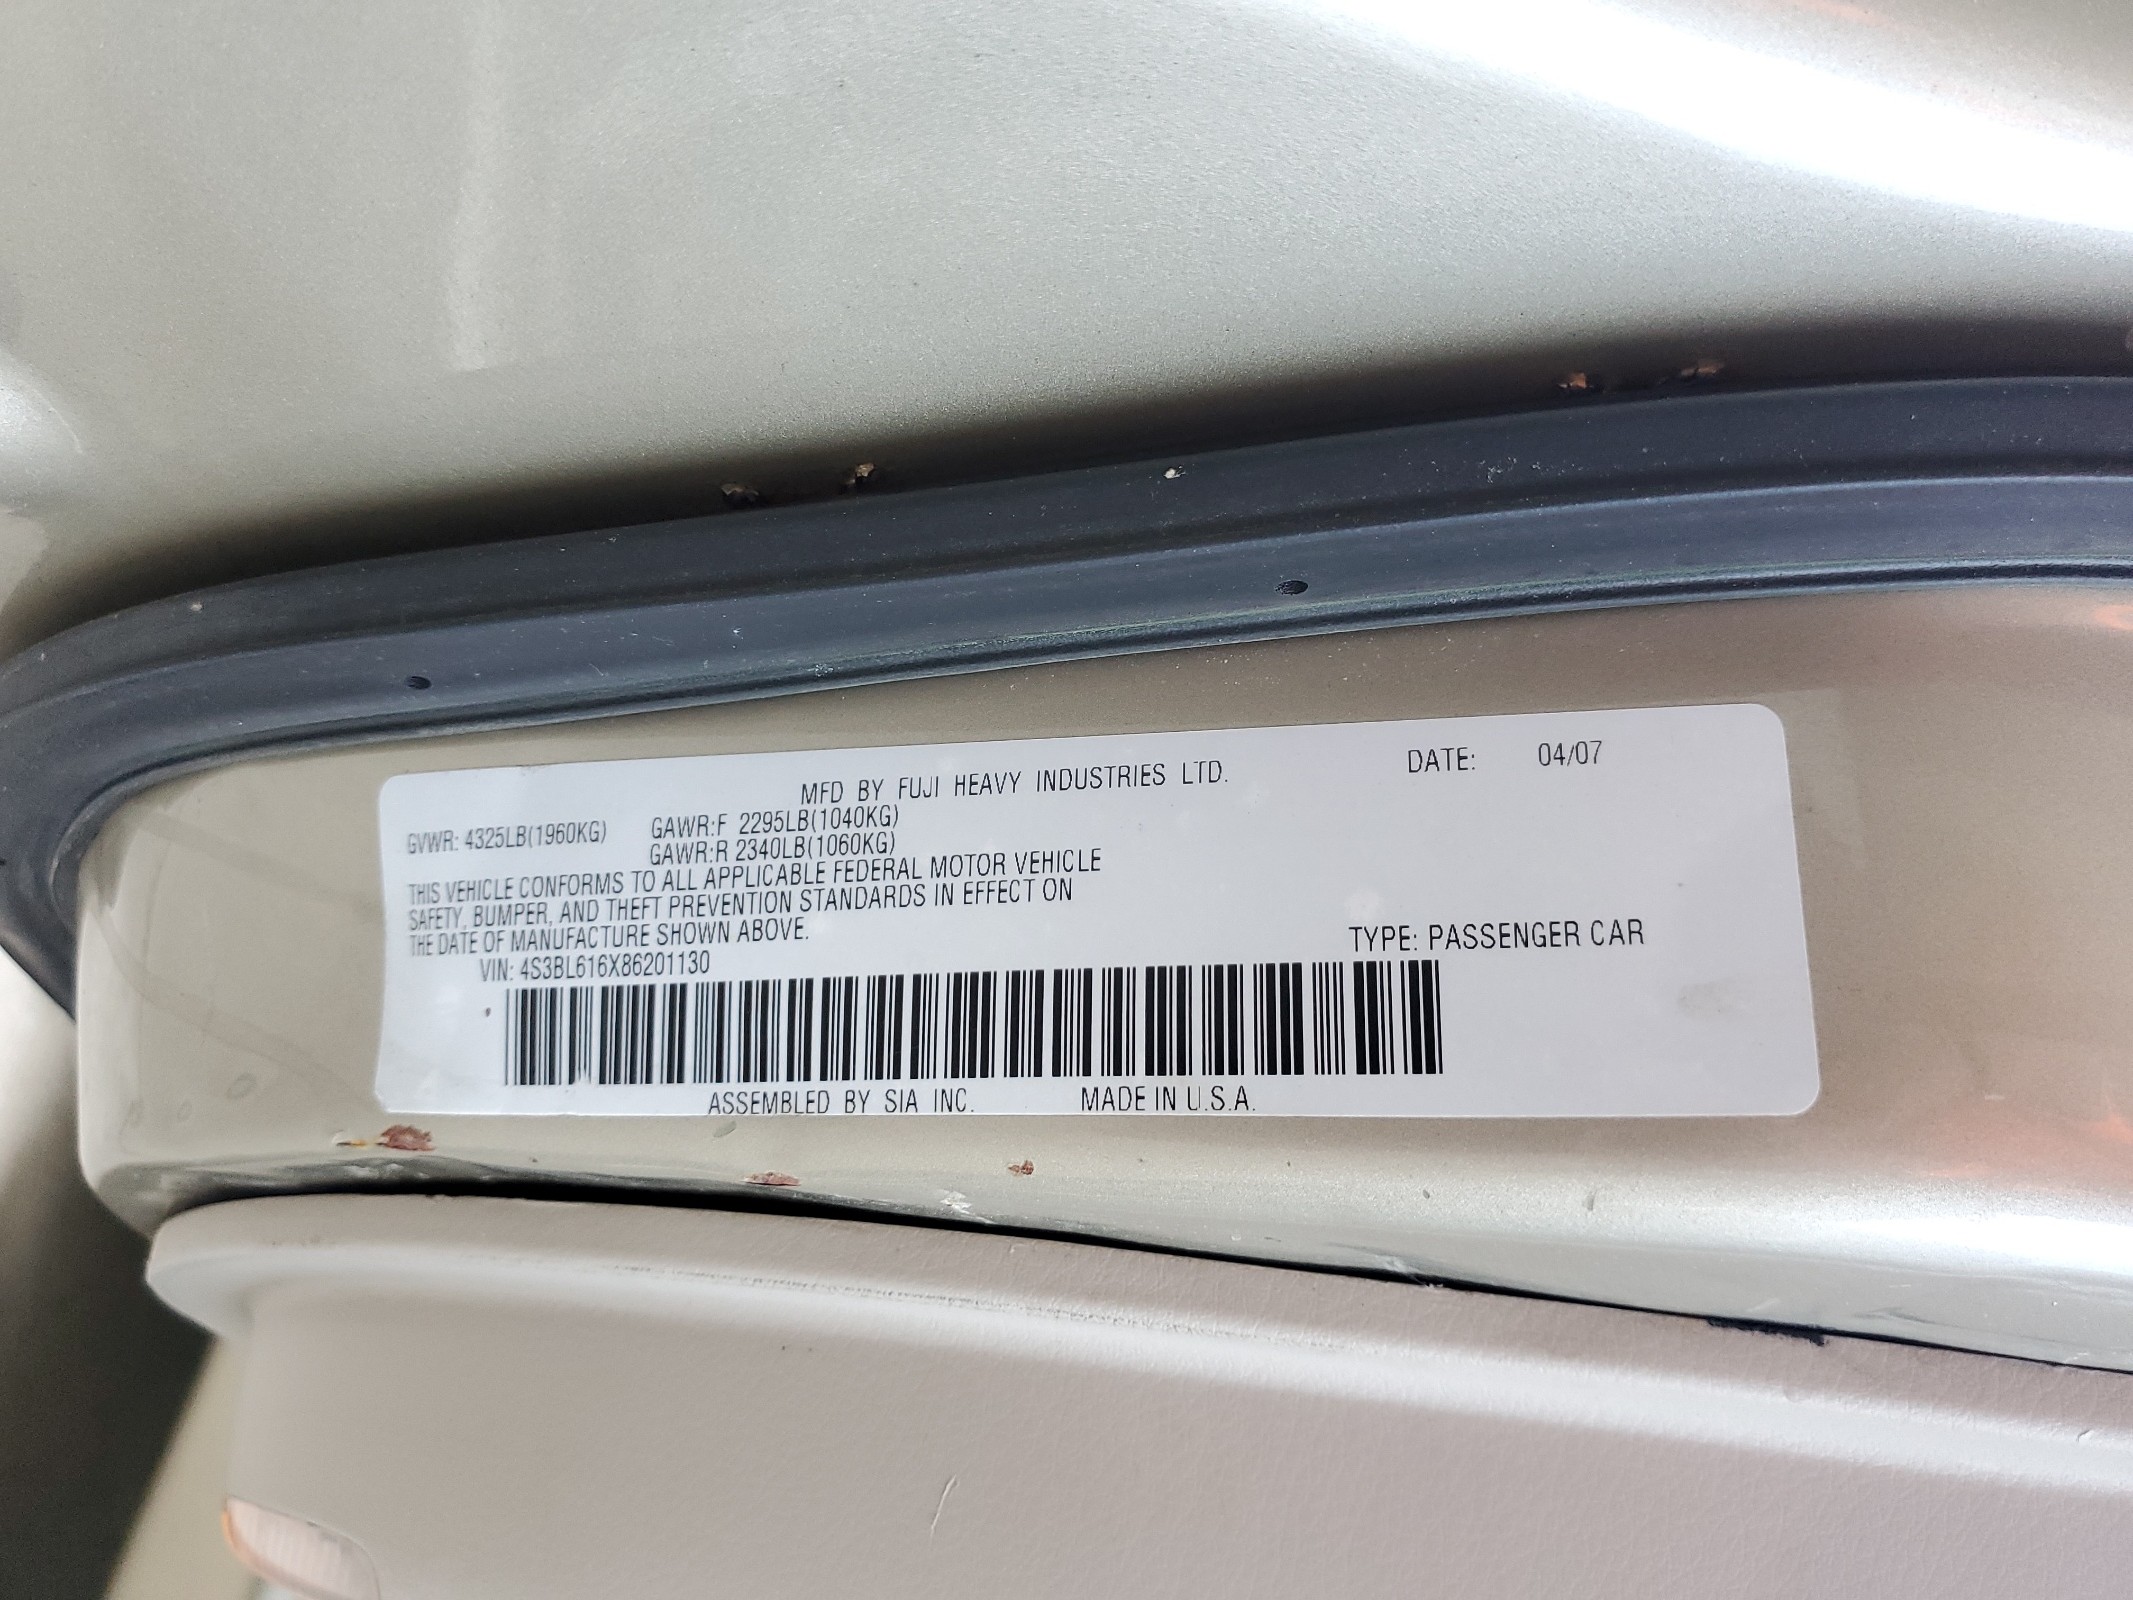 MFD BY FUJI HEAVY INDUSTRIES LTD. DATE: 04/07
GVWR: 4325LB(1960KG) GAWR:F 2295LB(1040KG)
GAWR:R 2340LB(1060KG)
THIS VEHICLE CONFORMS TO ALL APPLICABLE FEDERAL MOTOR VEHICLE
SAFETY, BUMPER, AND THEFT PREVENTION STANDARDS IN EFFECT ON
THE DATE OF MANUFACTURE SHOWN ABOVE.
TYPE: PASSENGER CAR
VIN: 4S3BL616X86201130
ASSEMBLED BY SIA INC. MADE IN U.S.A.